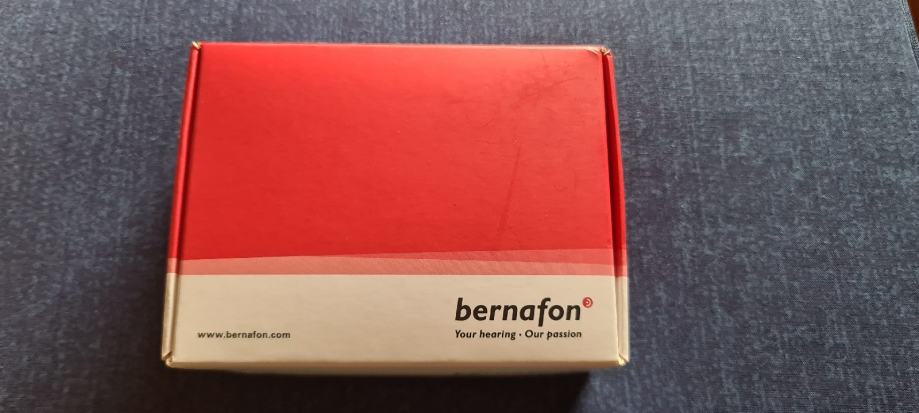 bernafon
www.bernafon.com
Your hearing · Our passion